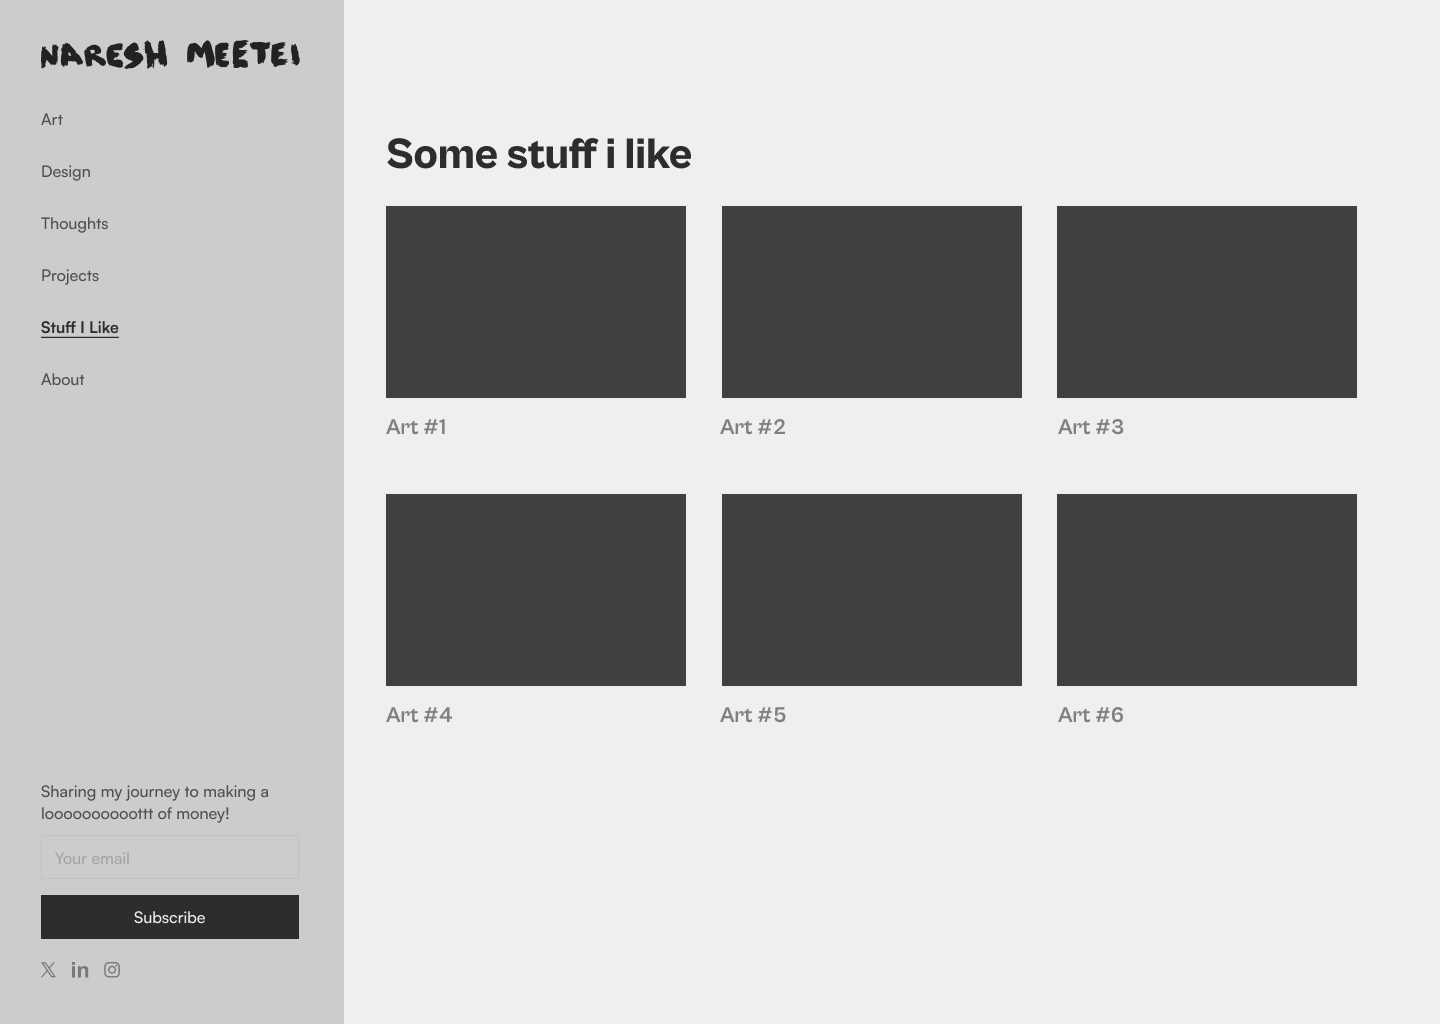 NARESH MEETEI
Art
Design
Thoughts
Projects
Stuff I Like
About
Sharing my journey to making a
loooooooooottt of money!
Your email
Subscribe
Some stuff i like
Art #1
Art #2
Art #3
Art #4
Art #5
Art #6